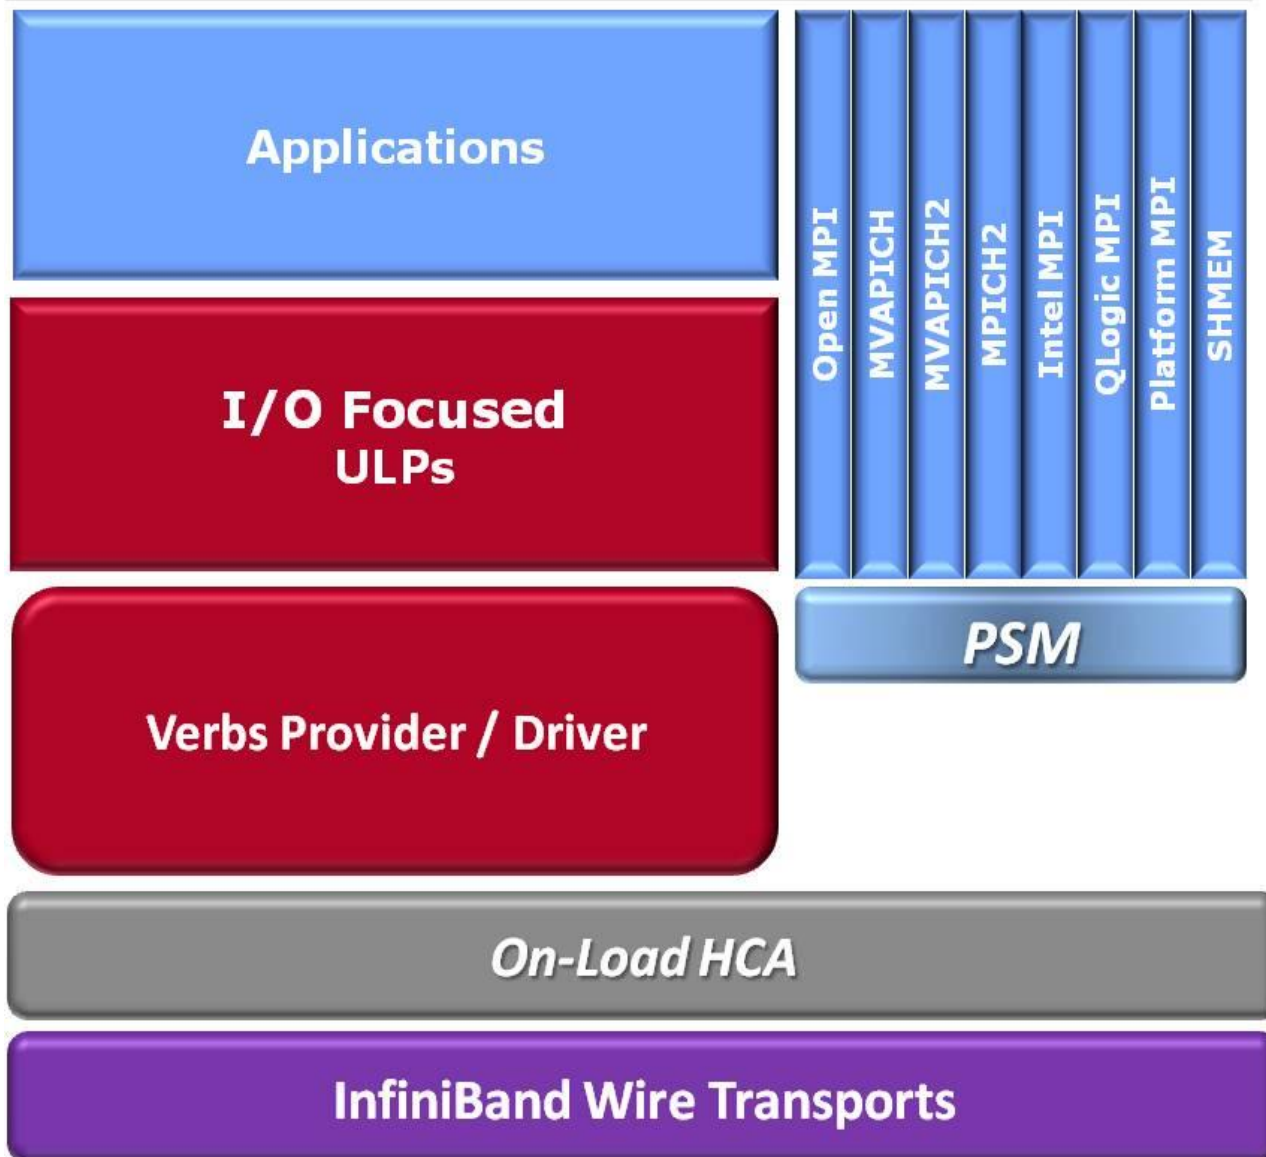 Applications
I/O Focused
ULPs
Verbs Provider / Driver
Open MPI
MVAPICH
MVAPICH2
MPICH2
Intel MPI
QLogic MPI
Platform MPI
SHMEM
PSM
On-Load HCA
InfiniBand Wire Transports